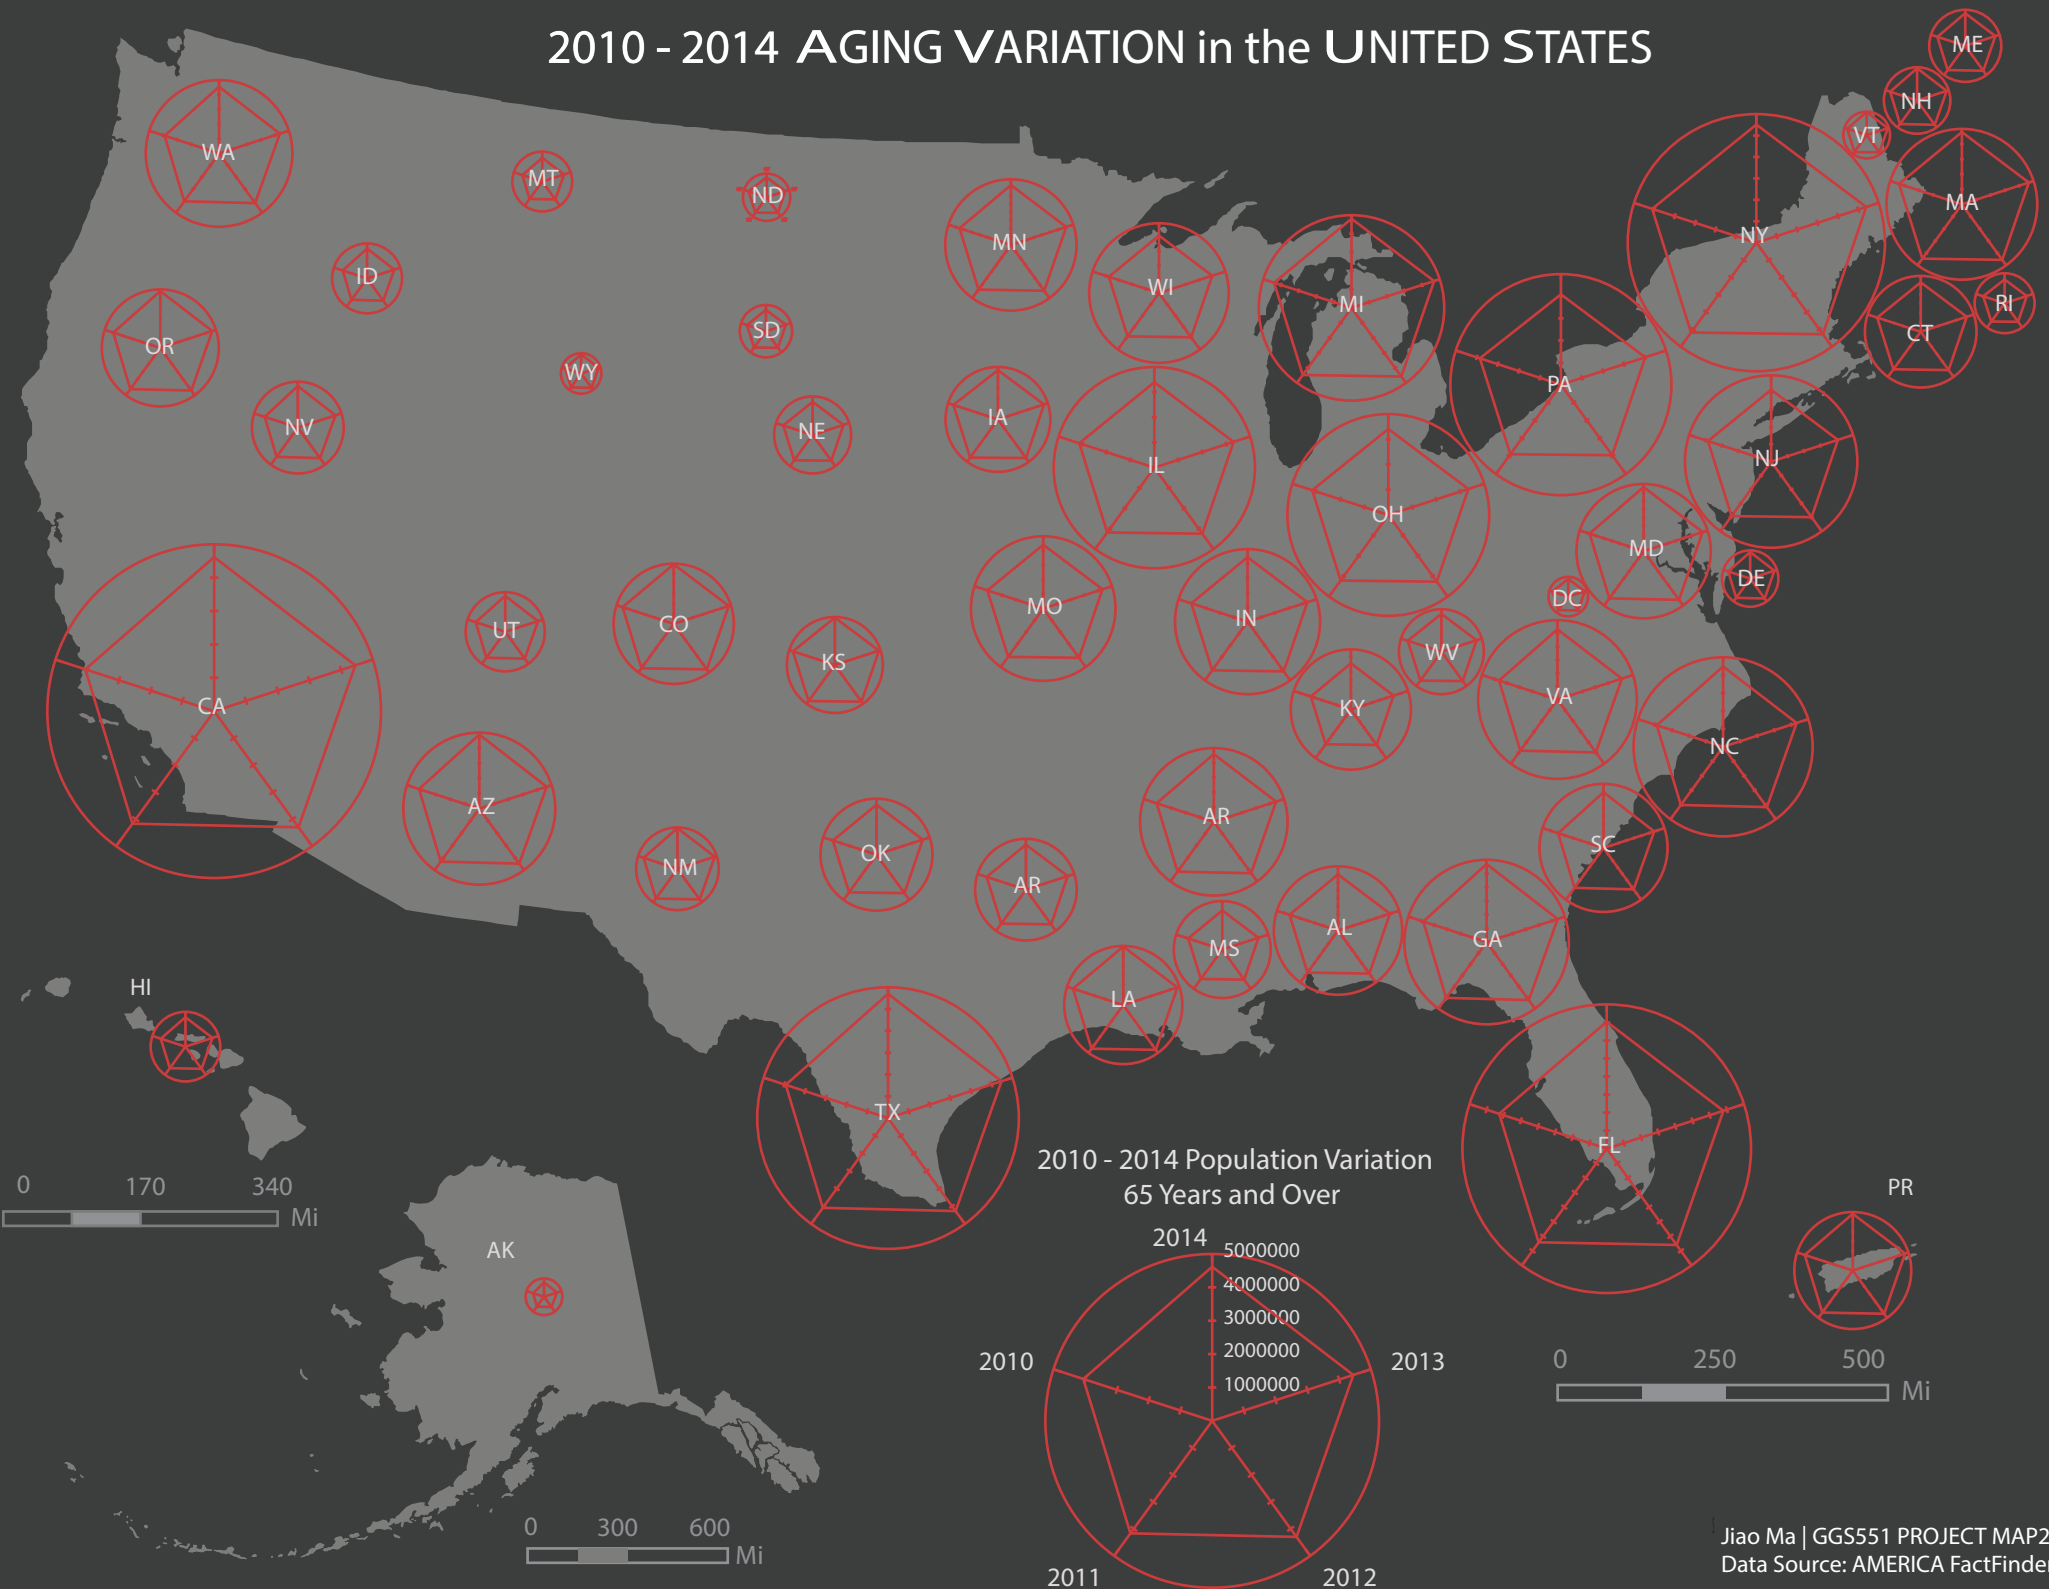 2010 - 2014 AGING VARIATION in the UNITED STATES
ME
NH
VT
WA
MT
ND
MN
WI
MI
NY
MA
ID
SD
RI
OR
WY
CT
NV
NE
IA
IL
PA
OH
NJ
MD
DE
DC
UT
CO
KS
MO
IN
WV
KY
VA
CA
NC
AZ
AR
NM
OK
AR
SC
MS
AL
GA
LA
HI
TX
FL
2010 - 2014 Population Variation
65 Years and Over
PR
0 170 340
Mi
AK
2014
5000000
4000000
3000000
2000000
1000000
2010
2013
2011
2012
0 250 500
Mi
0 300 600
Mi
Jiao Ma | GGS551 PROJECT MAP2
Data Source: AMERICA FactFinder